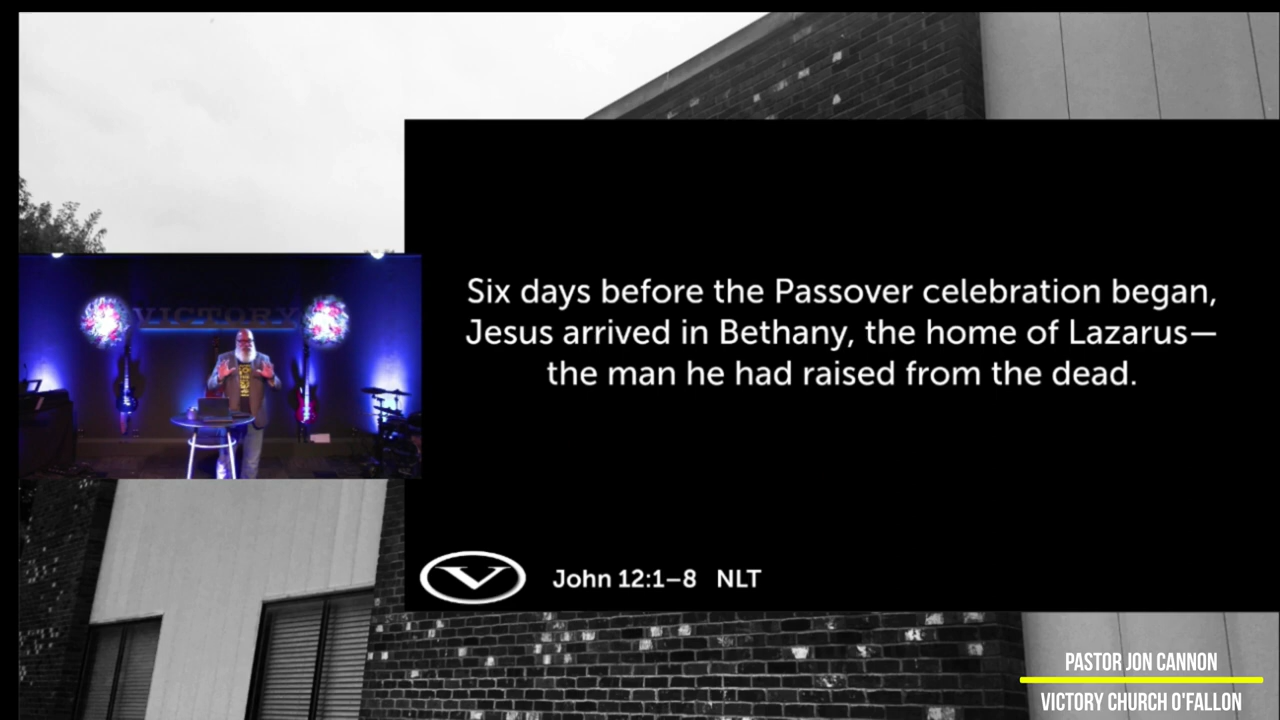 VICTORY
Six days before the Passover celebration began,
Jesus arrived in Bethany, the home of Lazarus—
the man he had raised from the dead.
V
John 12:1–8 NLT
PASTOR JON CANNON
VICTORY CHURCH O'FALLON